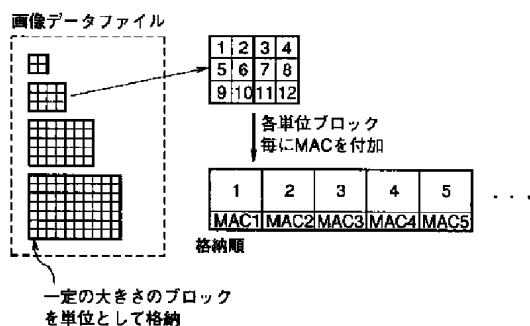 画像データファイル
1 2 3 4
5 6 7 8
9 10 11 12
各単位ブロック
毎にMACを付加
1 2 3 4 5 ...
MAC1 MAC2 MAC3 MAC4 MAC5
格納順
一定の大きさのブロック
を単位として格納